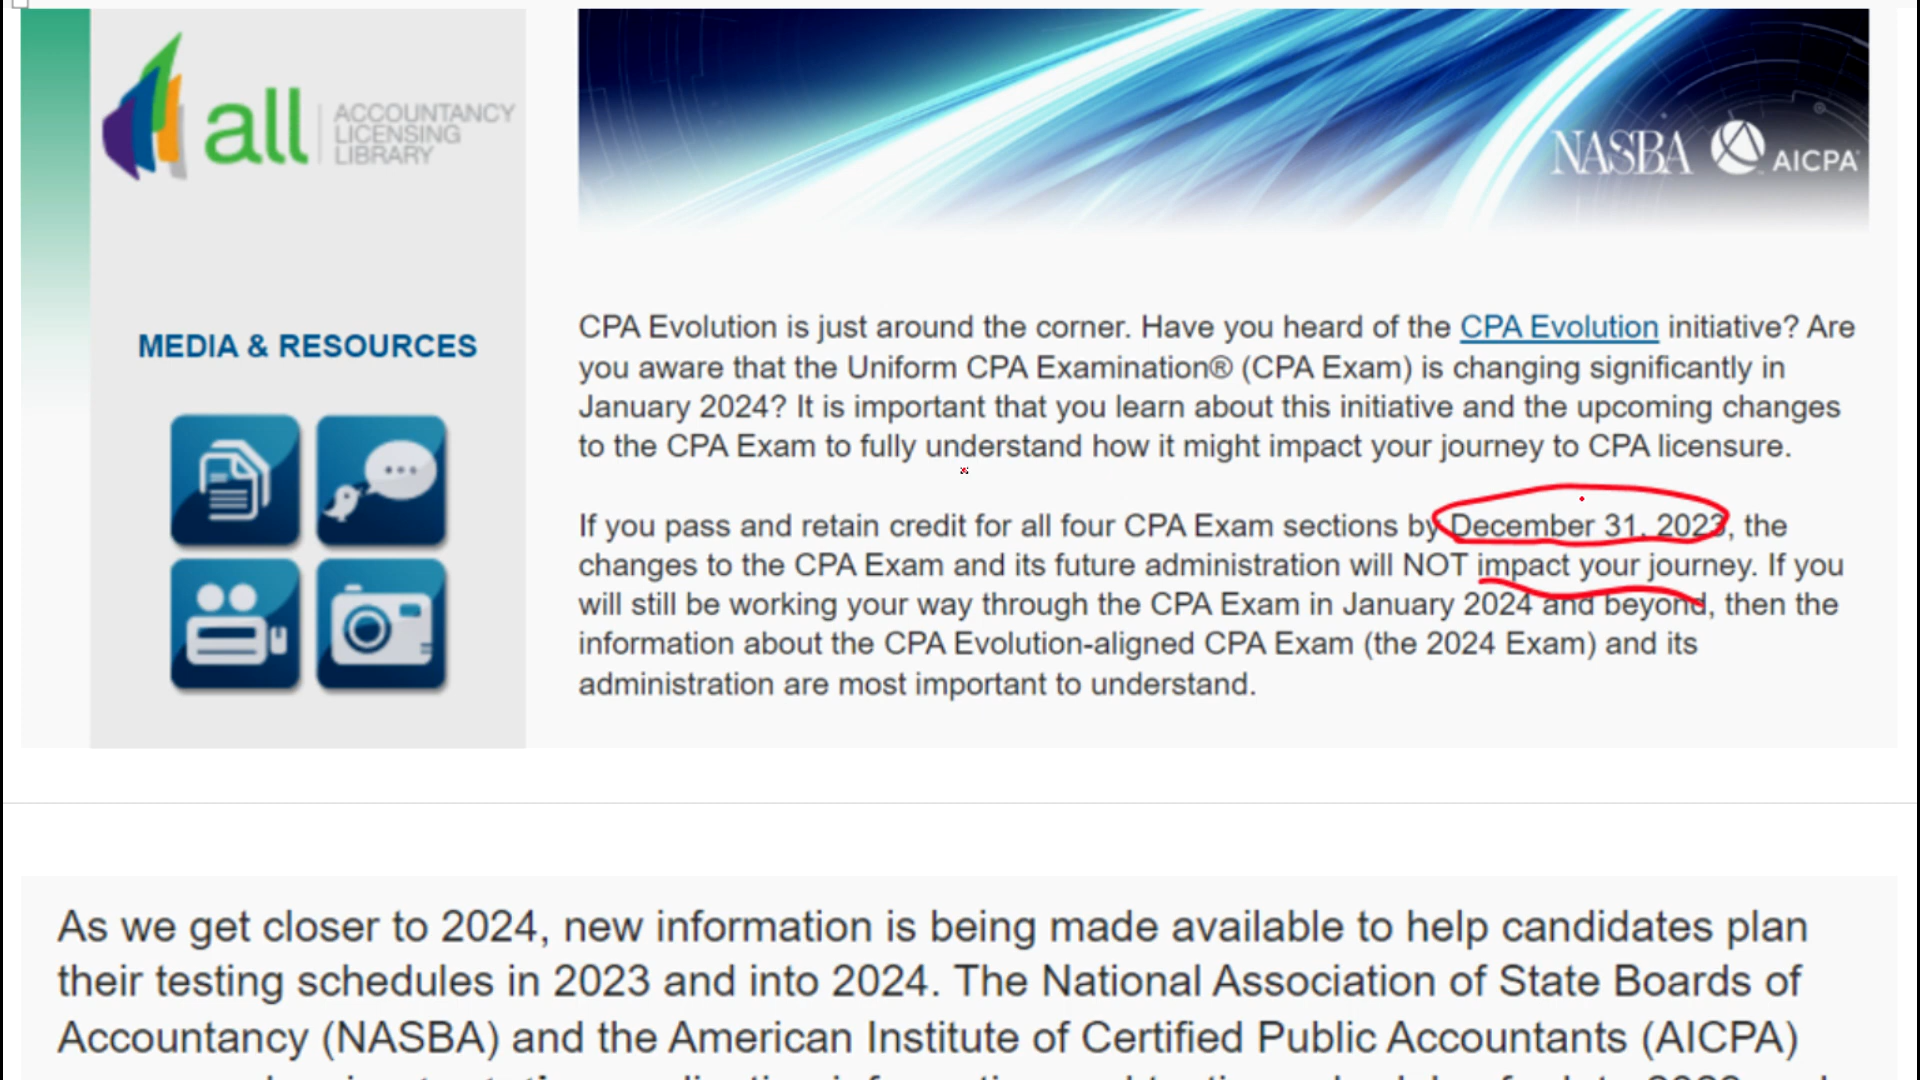 all
ACCOUNTANCY
LICENSING
LIBRARY
NASBA
AICPA
MEDIA & RESOURCES
CPA Evolution is just around the corner. Have you heard of the CPA Evolution initiative? Are
you aware that the Uniform CPA Examination® (CPA Exam) is changing significantly in
January 2024? It is important that you learn about this initiative and the upcoming changes
to the CPA Exam to fully understand how it might impact your journey to CPA licensure.
If you pass and retain credit for all four CPA Exam sections by December 31, 2023, the
changes to the CPA Exam and its future administration will NOT impact your journey. If you
will still be working your way through the CPA Exam in January 2024 and beyond, then the
information about the CPA Evolution-aligned CPA Exam (the 2024 Exam) and its
administration are most important to understand.
As we get closer to 2024, new information is being made available to help candidates plan
their testing schedules in 2023 and into 2024. The National Association of State Boards of
Accountancy (NASBA) and the American Institute of Certified Public Accountants (AICPA)